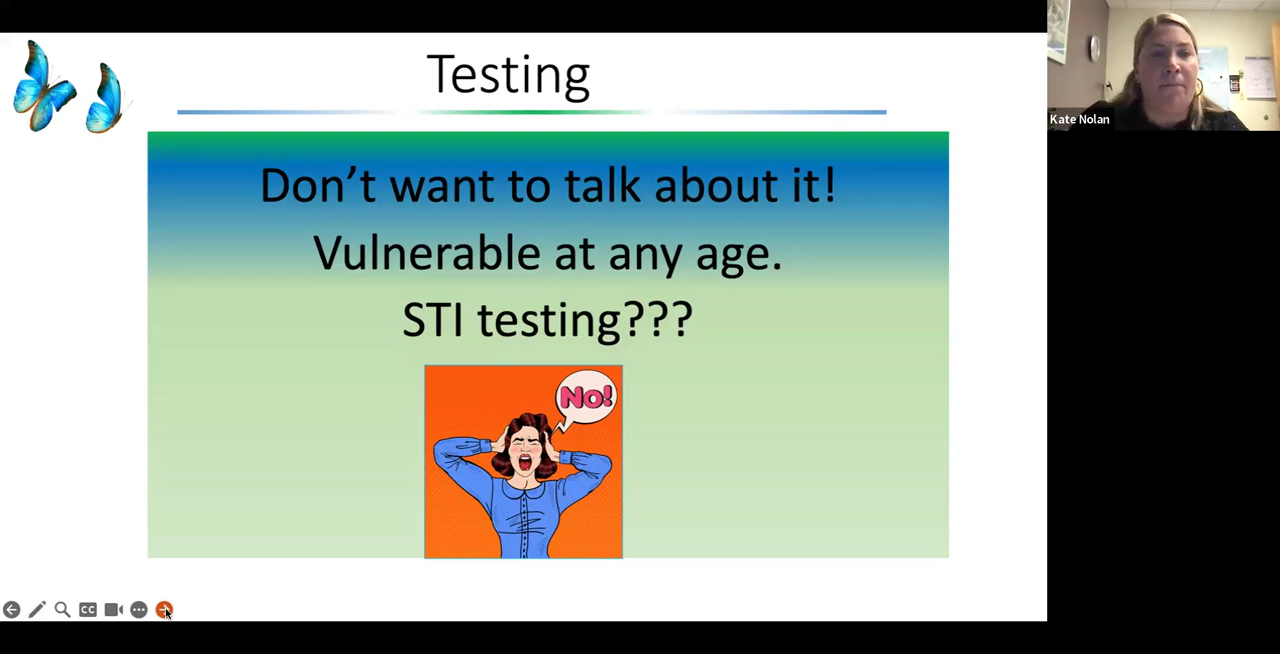 Testing
Don’t want to talk about it!
Vulnerable at any age.
STI testing???
No!
Kate Nolan
CC